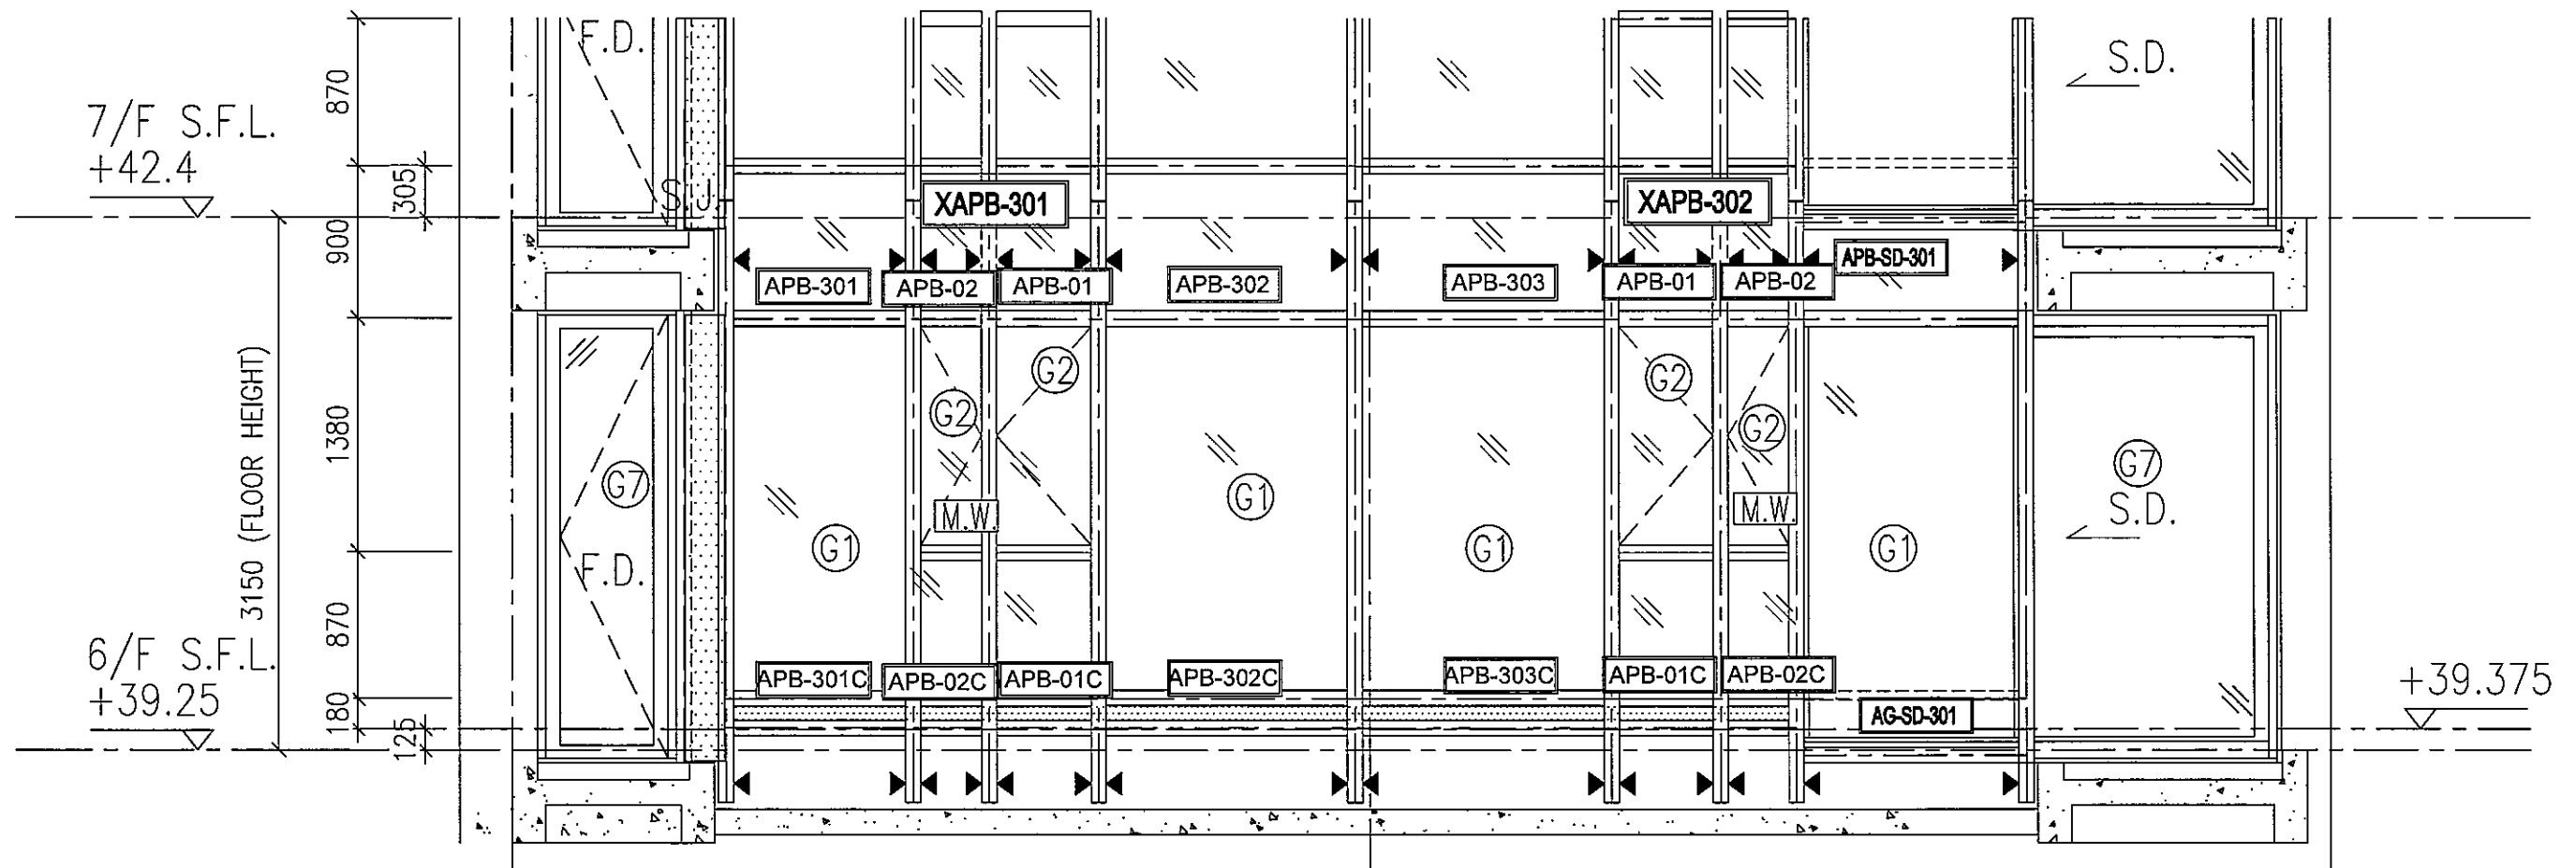 F.D.
S.D.
870
7/F S.F.L.
+42.4
305
S.J.
XAPB-301
XAPB-302
900
APB-SD-301
APB-301
APB-02
APB-01
APB-302
APB-303
APB-01
APB-02
3150 (FLOOR HEIGHT)
G2
G2
G2
G2
1380
G7
G7
S.D.
M.W.
M.W.
G1
G1
G1
G1
F.D.
870
6/F S.F.L.
+39.25
APB-301C
APB-02C
APB-01C
APB-302C
APB-303C
APB-01C
APB-02C
+39.375
180
125
AG-SD-301